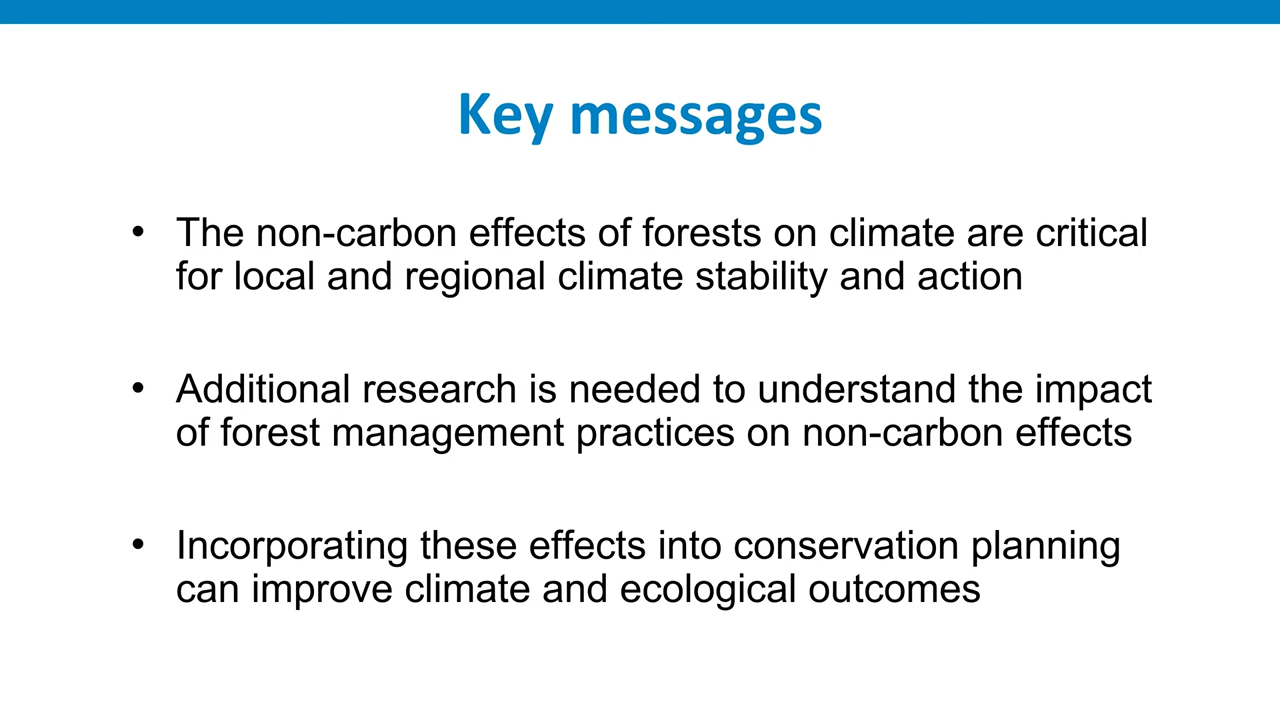 Key messages
• The non-carbon effects of forests on climate are critical
for local and regional climate stability and action
• Additional research is needed to understand the impact
of forest management practices on non-carbon effects
• Incorporating these effects into conservation planning
can improve climate and ecological outcomes